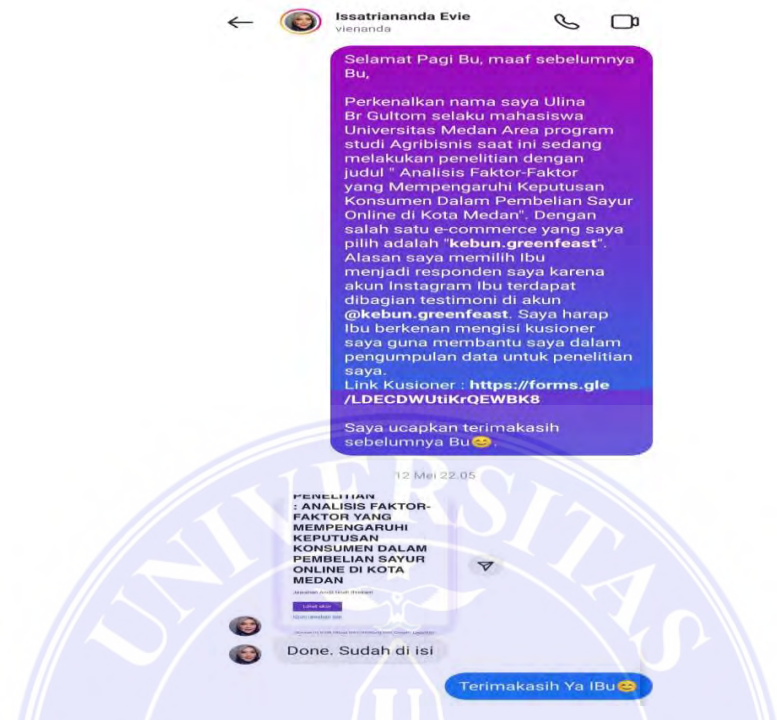 Issatriananda Evie
vienanda
Selamat Pagi Bu, maaf sebelumnya
Bu,
Perkenalkan nama saya Ulina
Br Gultom selaku mahasiswa
Universitas Medan Area program
studi Agribisnis saat ini sedang
melakukan penelitian dengan
judul " Analisis Faktor-Faktor
yang Mempengaruhi Keputusan
Konsumen Dalam Pembelian Sayur
Online di Kota Medan". Dengan
salah satu e-commerce yang saya
pilih adalah "kebun.greenfeast".
Alasan saya memilih Ibu
menjadi responden saya karena
akun Instagram Ibu terdapat
dibagian testimoni di akun
@kebun.greenfeast. Saya harap
Ibu berkenan mengisi kusioner
saya guna membantu saya dalam
pengumpulan data untuk penelitian
saya.
Link Kusioner : https://forms.gle
/LDECDWUtiKrQEWBK8
Saya ucapkan terimakasih
sebelumnya Bu😊.
12 Mei 22.05
PENELITIAN
: ANALISIS FAKTOR-
FAKTOR YANG
MEMPENGARUHI
KEPUTUSAN
KONSUMEN DALAM
PEMBELIAN SAYUR
ONLINE DI KOTA
MEDAN
Done. Sudah di isi
Terimakasih Ya IBu😊
UNIVERSITAS